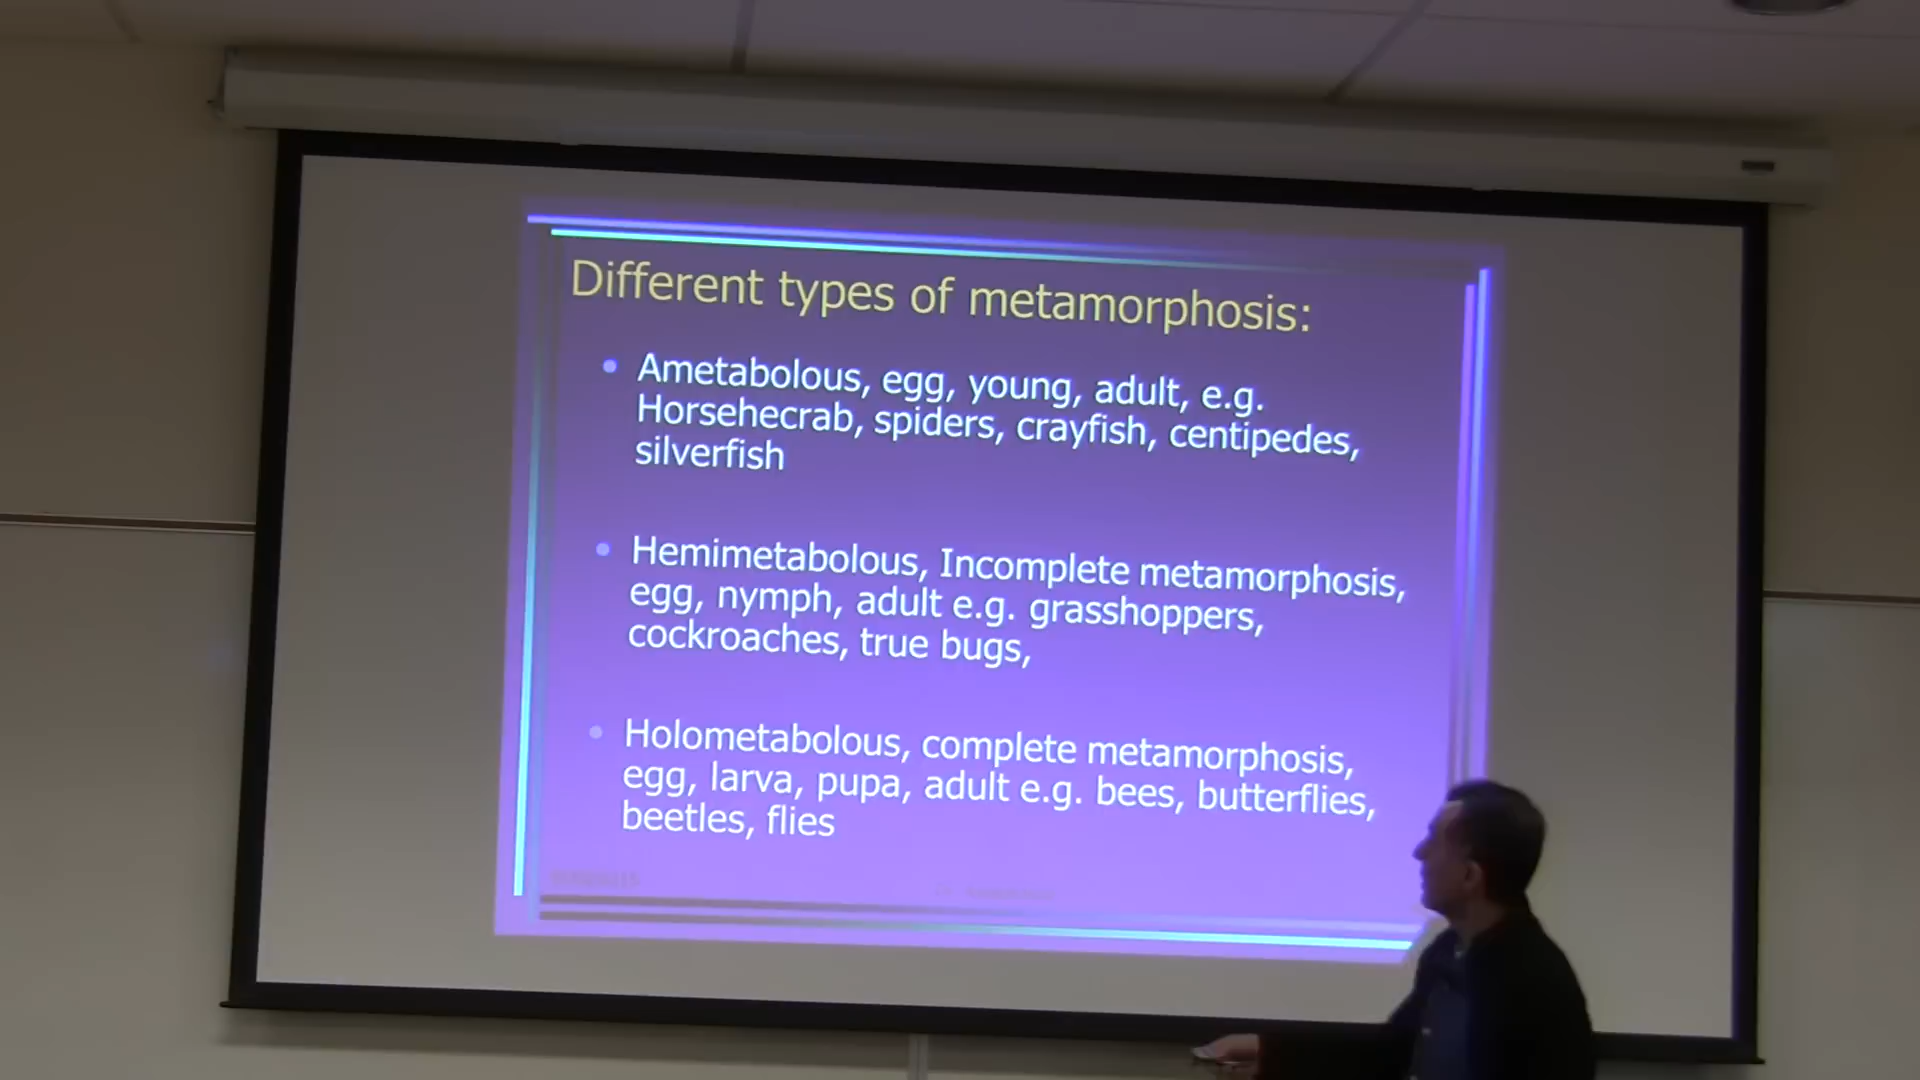 Different types of metamorphosis:
• Ametabolous, egg, young, adult, e.g.
Horsehecrab, spiders, crayfish, centipedes,
silverfish
• Hemimetabolous, Incomplete metamorphosis,
egg, nymph, adult e.g. grasshoppers,
cockroaches, true bugs,
• Holometabolous, complete metamorphosis,
egg, larva, pupa, adult e.g. bees, butterflies,
beetles, flies